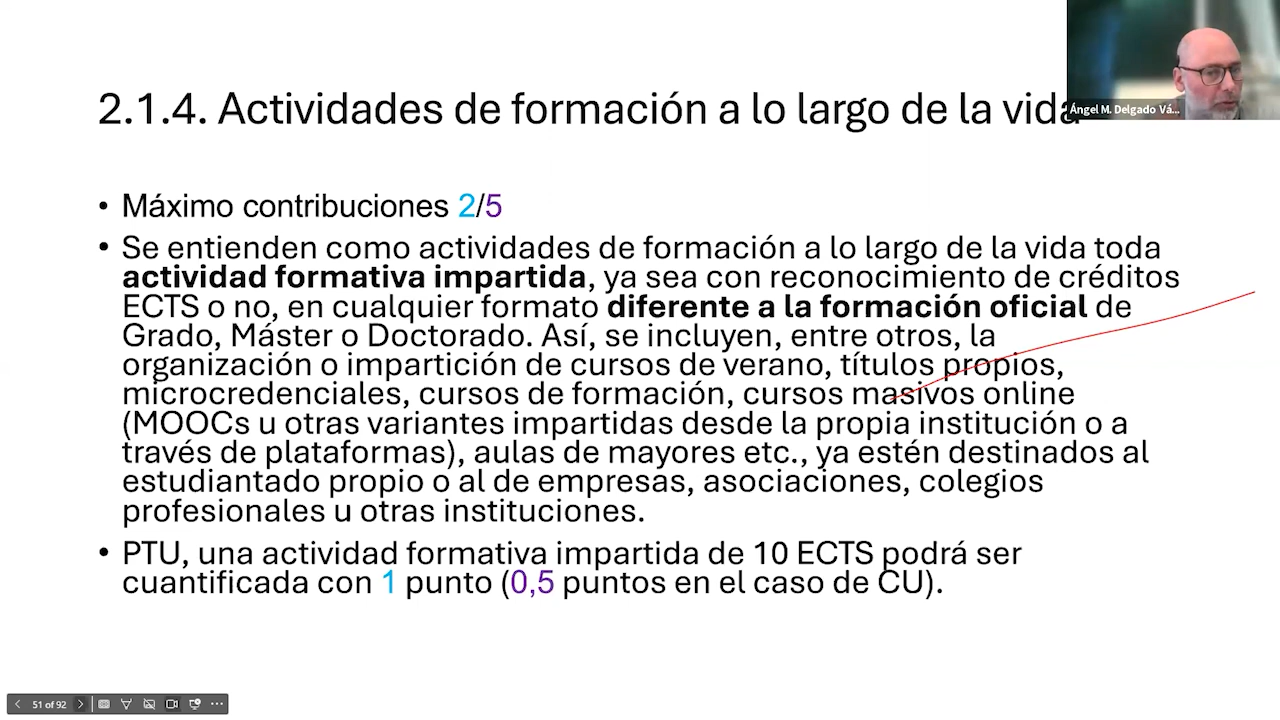 2.1.4. Actividades de formación a lo largo de la vida
Ángel M. Delgado Vá...
• Máximo contribuciones 2/5
• Se entienden como actividades de formación a lo largo de la vida toda
actividad formativa impartida, ya sea con reconocimiento de créditos
ECTS o no, en cualquier formato diferente a la formación oficial de
Grado, Máster o Doctorado. Así, se incluyen, entre otros, la
organización o impartición de cursos de verano, títulos propios,
microcredenciales, cursos de formación, cursos masivos online
(MOOCs u otras variantes impartidas desde la propia institución o a
través de plataformas), aulas de mayores etc., ya estén destinados al
estudiantado propio o al de empresas, asociaciones, colegios
profesionales u otras instituciones.
• PTU, una actividad formativa impartida de 10 ECTS podrá ser
cuantificada con 1 punto (0,5 puntos en el caso de CU).
51 of 92